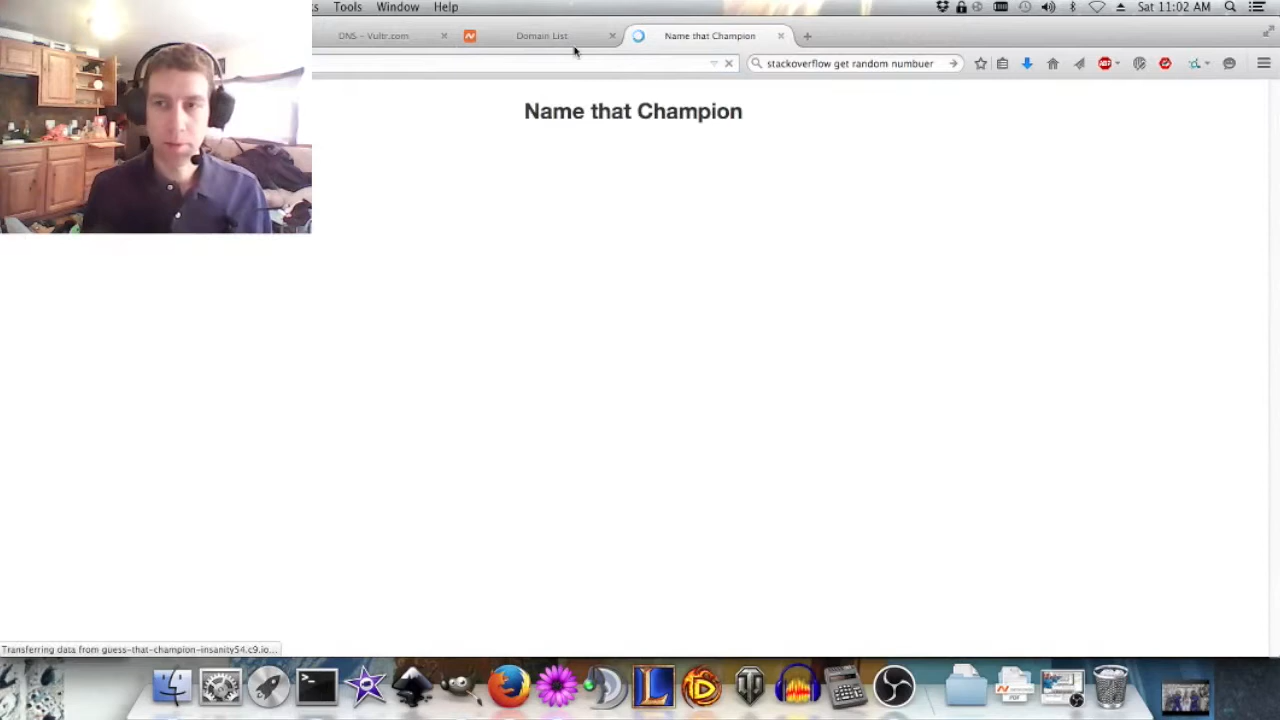 Tools Window Help
Sat 11:02 AM
DNS – Vultr.com
Domain List
Name that Champion
stackoverflow get random numbuer
Name that Champion
Transferring data from guess-that-champion-insanity54.c9.io...